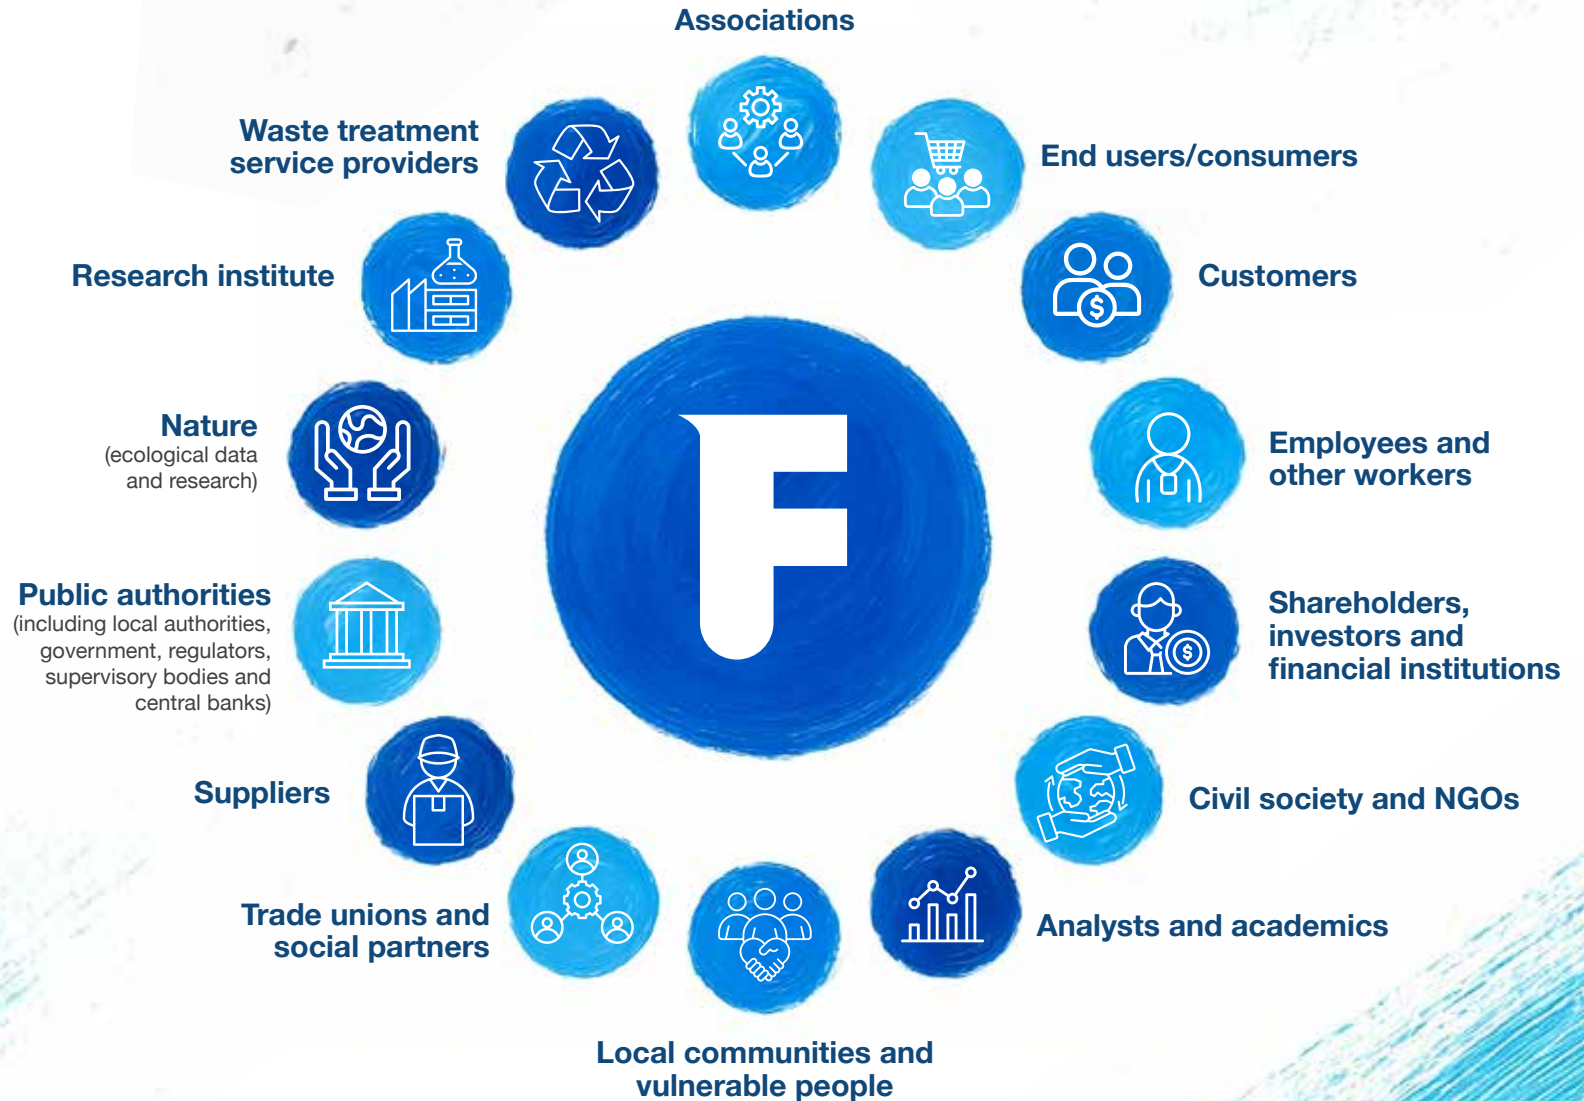 Associations
Waste treatment
service providers
End users/consumers
Research institute
Customers
Nature
(ecological data
and research)
Employees and
other workers
F
Public authorities
(including local authorities,
government, regulators,
supervisory bodies and
central banks)
Shareholders,
investors and
financial institutions
Suppliers
Civil society and NGOs
Trade unions and
social partners
Analysts and academics
Local communities and
vulnerable people
$
$